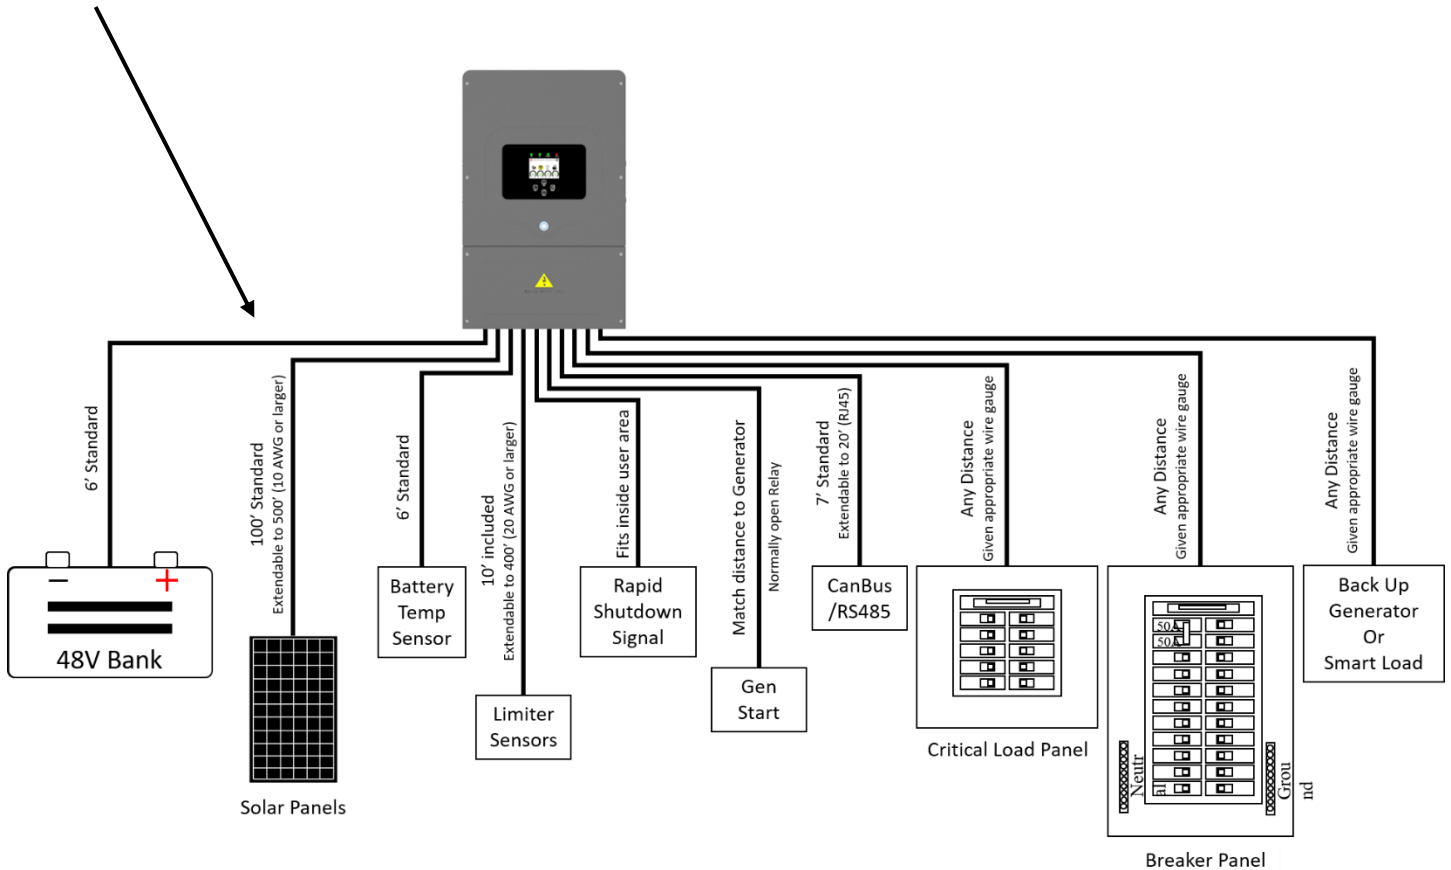 6' Standard
100' Standard
Extendable to 500' (10 AWG or larger)
6' Standard
10' included
Extendable to 400' (20 AWG or larger)
Fits inside user area
Match distance to Generator
Normally open Relay
7' Standard
Extendable to 20' (RJ45)
Any Distance
Given appropriate wire gauge
Any Distance
Given appropriate wire gauge
Any Distance
Given appropriate wire gauge
− +
48V Bank
Solar Panels
Battery
Temp
Sensor
Limiter
Sensors
Rapid
Shutdown
Signal
Gen
Start
CanBus
/RS485
Critical Load Panel
50A
50A
Neutr
al
Grou
nd
Breaker Panel
Back Up
Generator
Or
Smart Load